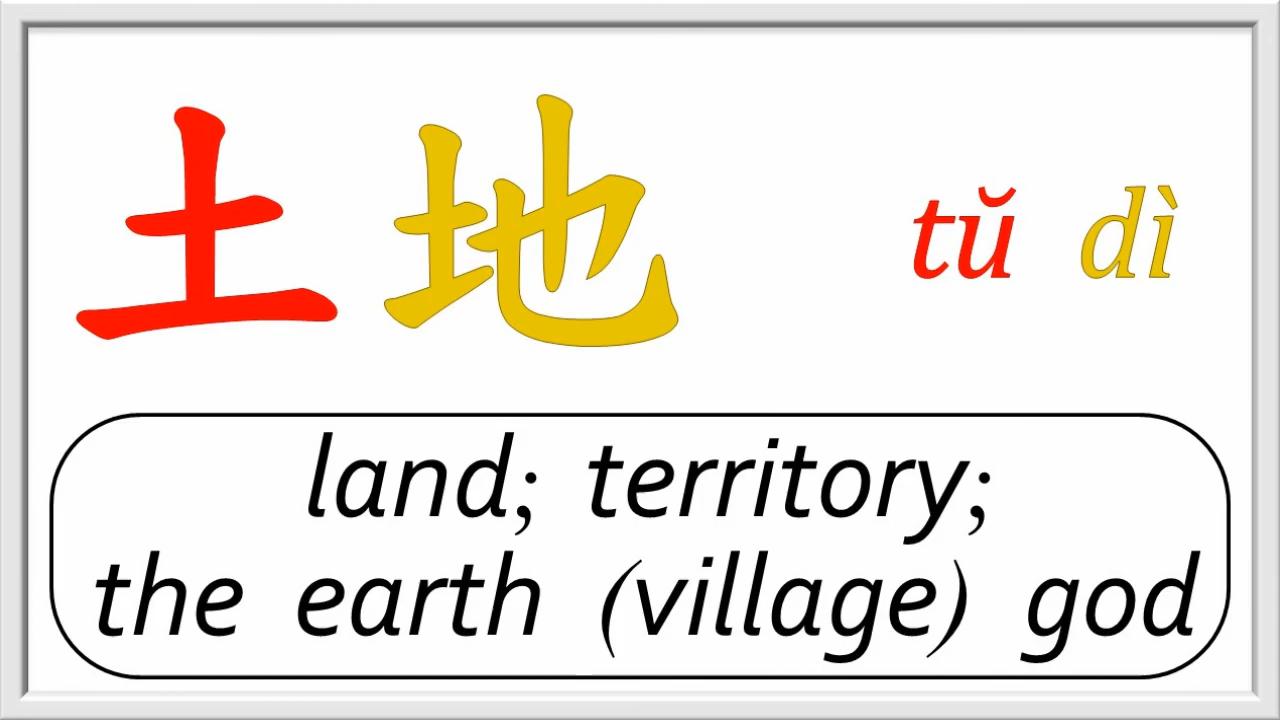 土地 tŭ dì
land; territory;
the earth (village) god